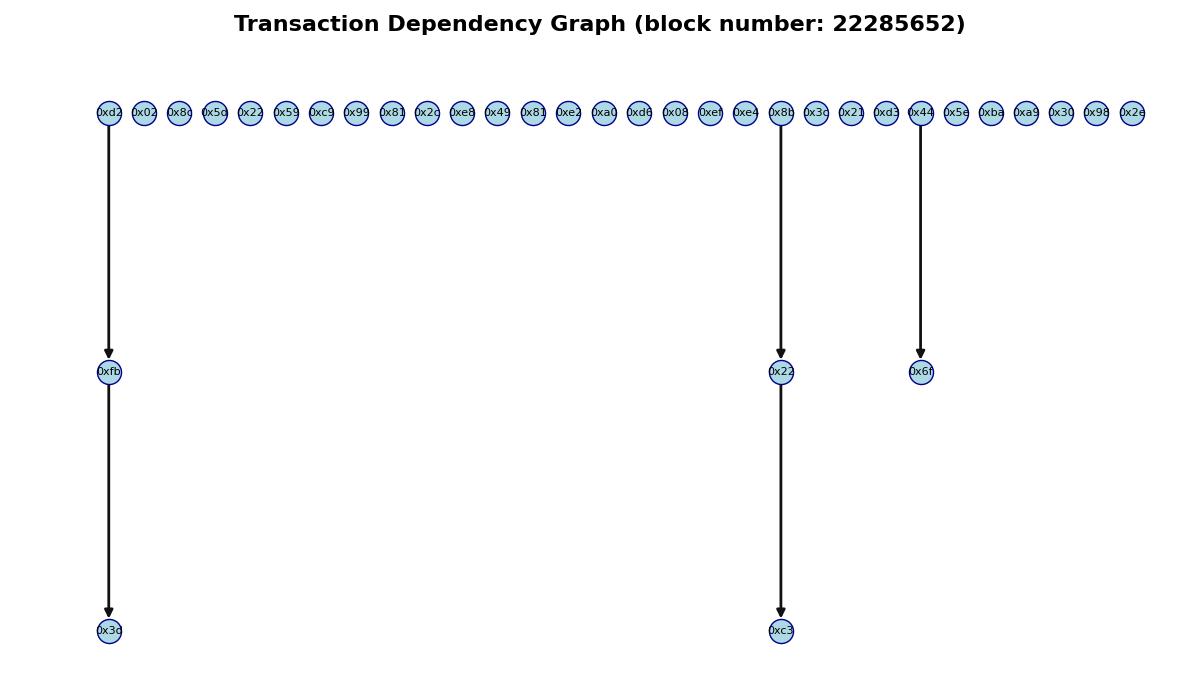 Transaction Dependency Graph (block number: 22285652)
0xd2 0x02 0x8c 0x5d 0x22 0x59 0xc9 0x99 0x81 0x2c 0xe8 0x49 0x81 0xe2 0xa0 0xd6 0x08 0xef 0xe4 0x8b 0x3c 0x21 0xd3 0x44 0x5e 0xba 0xa9 0x30 0x98 0x2e
0xfb 0x22 0x6f
0x3d 0xc3